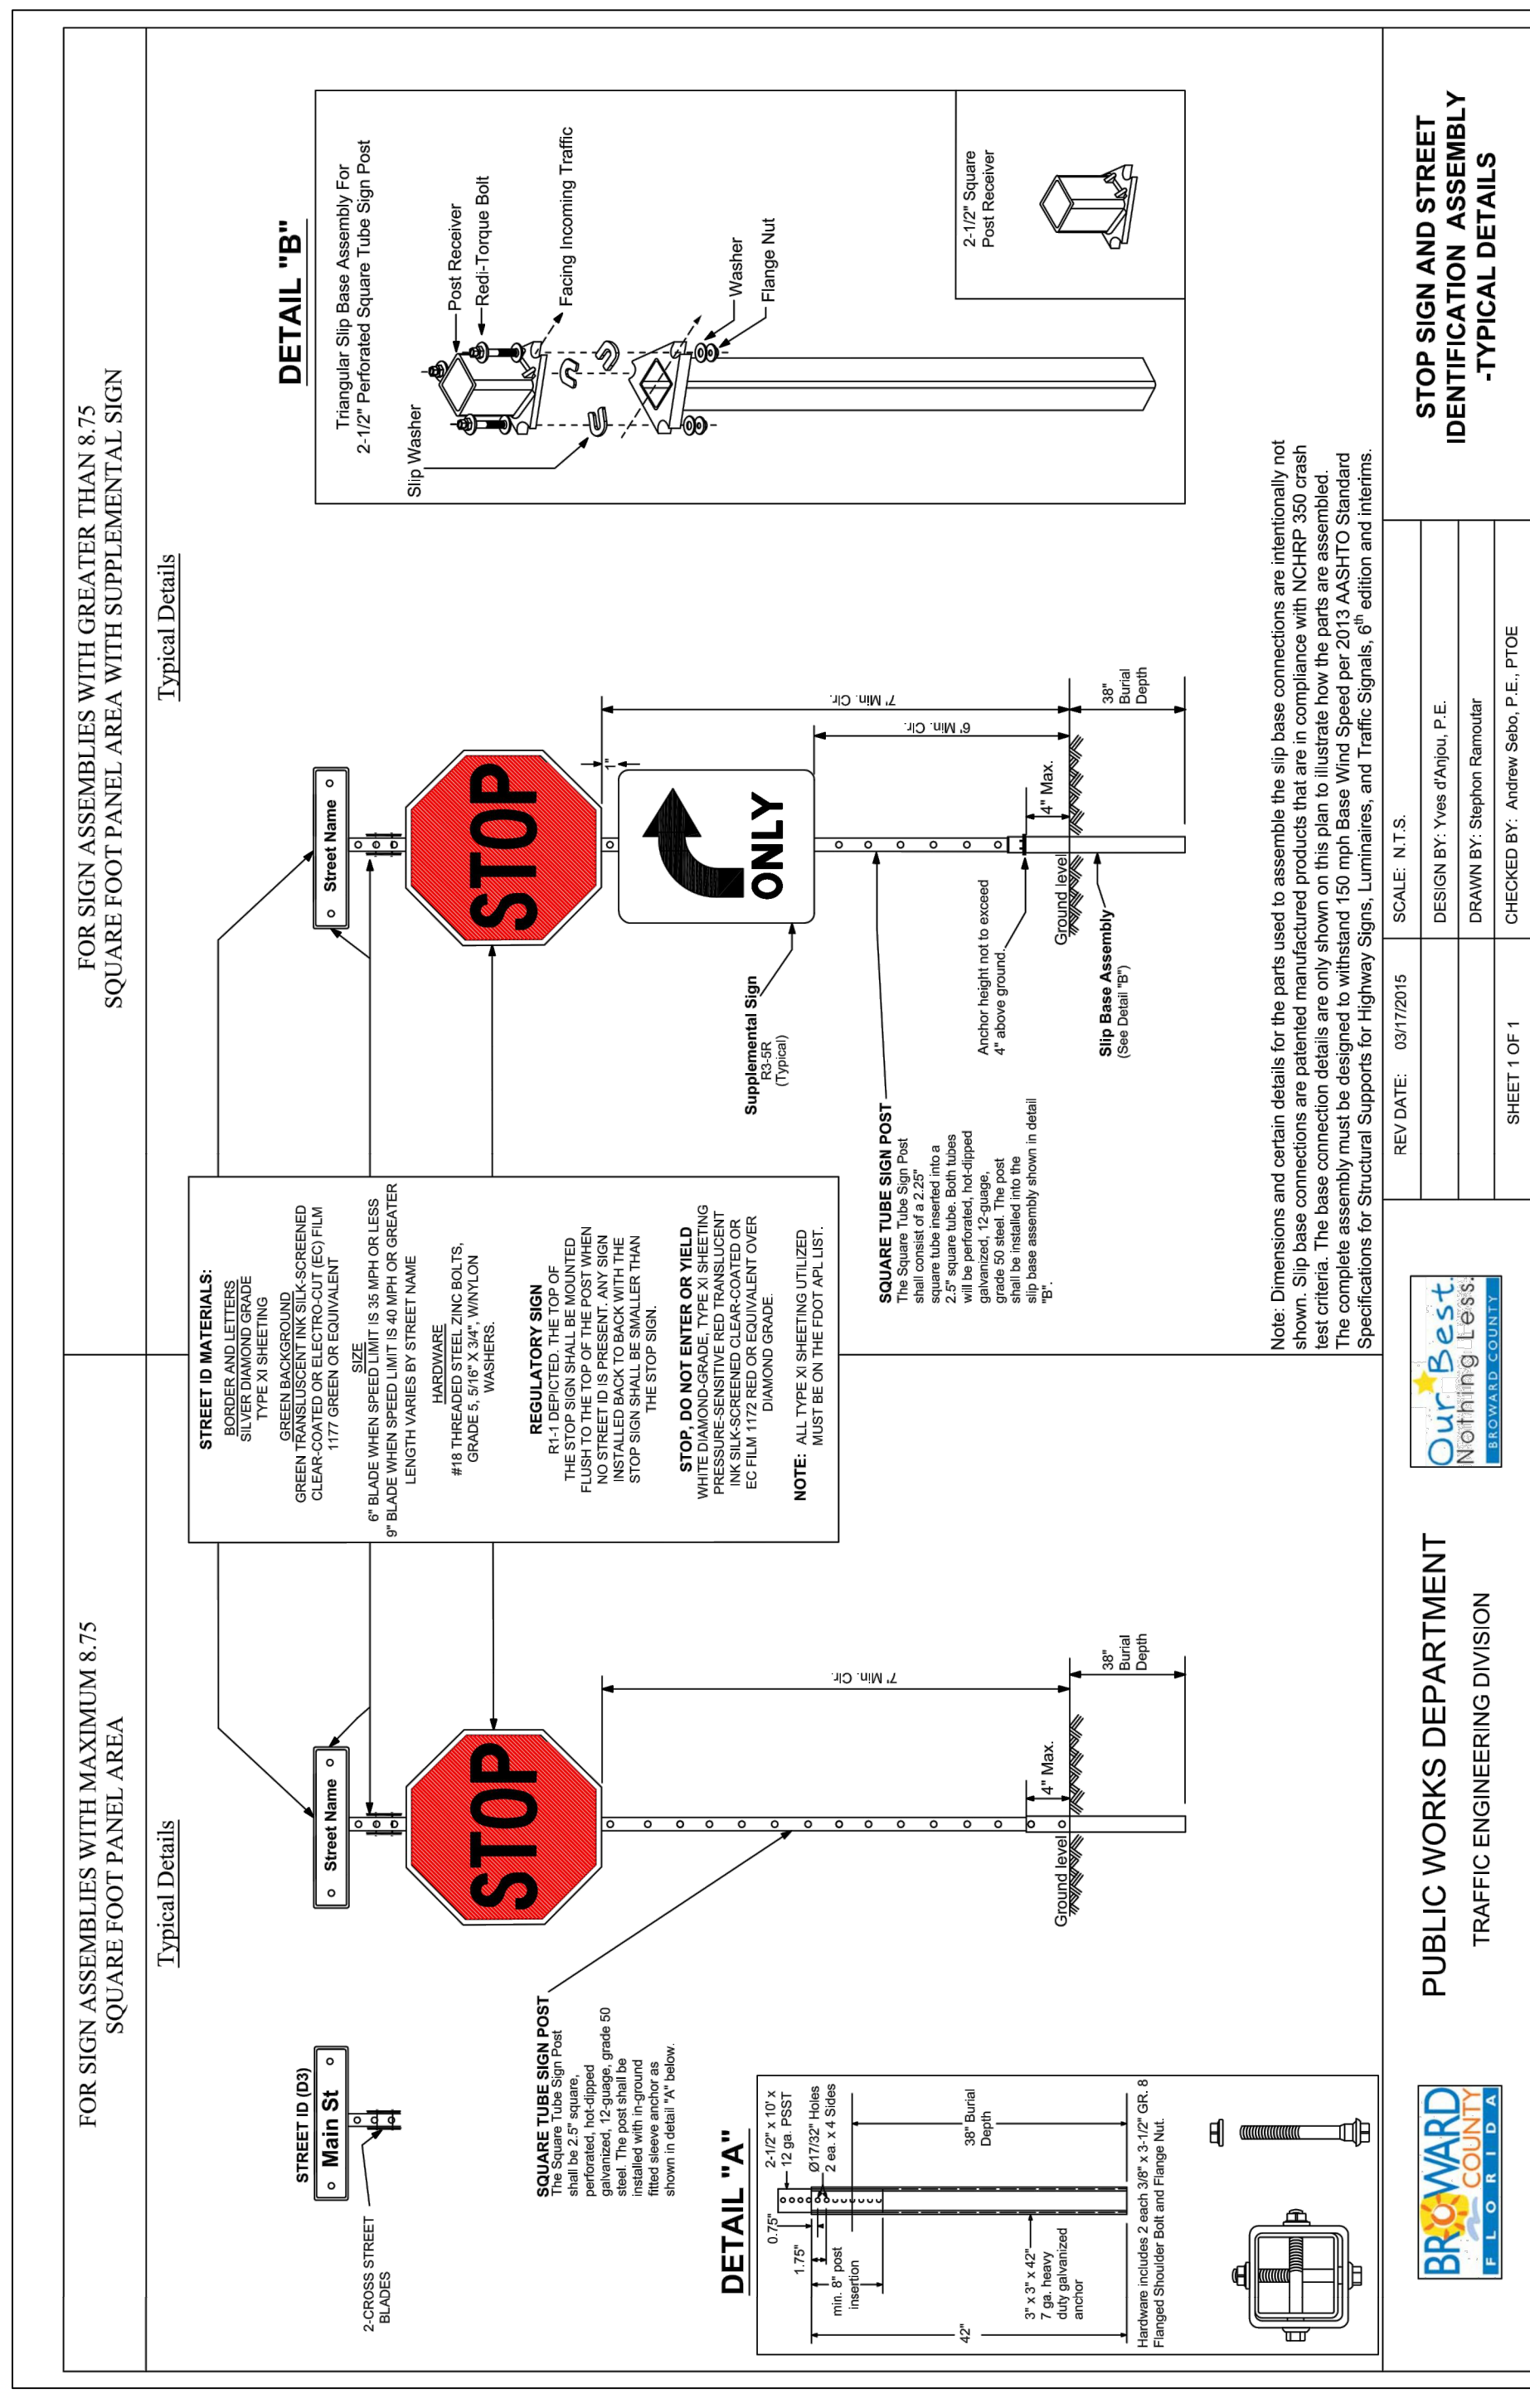 FOR SIGN ASSEMBLIES WITH MAXIMUM 8.75
SQUARE FOOT PANEL AREA
Typical Details
STREET ID (D3)
Main St
2-CROSS STREET
BLADES
Street Name
STOP
SQUARE TUBE SIGN POST
The Square Tube Sign Post
shall be 2.5" square,
perforated, hot-dipped
galvanized, 12-guage, grade 50
steel. The post shall be
installed with in-ground
fitted sleeve anchor as
shown in detail "A" below.
7' Min. Clr.
4" Max.
Ground level
38"
Burial
Depth
DETAIL "A"
2-1/2" x 10' x
12 ga. PSST
Ø17/32" Holes
2 ea. x 4 Sides
0.75"
1.75"
min. 8" post
insertion
38" Burial
Depth
42"
3" x 3" x 42"
7 ga. heavy
duty galvanized
anchor
Hardware includes 2 each 3/8" x 3-1/2" GR. 8
Flanged Shoulder Bolt and Flange Nut.
STREET ID MATERIALS:
BORDER AND LETTERS
SILVER DIAMOND GRADE
TYPE XI SHEETING
GREEN BACKGROUND
GREEN TRANSLUSCENT INK SILK-SCREENED
CLEAR-COATED OR ELECTRO-CUT (EC) FILM
1177 GREEN OR EQUIVALENT
SIZE
6" BLADE WHEN SPEED LIMIT IS 35 MPH OR LESS
9" BLADE WHEN SPEED LIMIT IS 40 MPH OR GREATER
LENGTH VARIES BY STREET NAME
HARDWARE
#18 THREADED STEEL ZINC BOLTS,
GRADE 5, 5/16" X 3/4", W/NYLON
WASHERS.
REGULATORY SIGN
R1-1 DEPICTED. THE TOP OF
THE STOP SIGN SHALL BE MOUNTED
FLUSH TO THE TOP OF THE POST WHEN
NO STREET ID IS PRESENT. ANY SIGN
INSTALLED BACK TO BACK WITH THE
STOP SIGN SHALL BE SMALLER THAN
THE STOP SIGN.
STOP, DO NOT ENTER OR YIELD
WHITE DIAMOND-GRADE, TYPE XI SHEETING
PRESSURE-SENSITIVE RED TRANSLUCENT
INK SILK-SCREENED CLEAR-COATED OR
EC FILM 1172 RED OR EQUIVALENT OVER
DIAMOND GRADE.
NOTE: ALL TYPE XI SHEETING UTILIZED
MUST BE ON THE FDOT APL LIST.
FOR SIGN ASSEMBLIES WITH GREATER THAN 8.75
SQUARE FOOT PANEL AREA WITH SUPPLEMENTAL SIGN
Typical Details
Street Name
STOP
1"
ONLY
Supplemental Sign
R3-5R
(Typical)
7' Min. Clr.
6' Min. Clr.
SQUARE TUBE SIGN POST
The Square Tube Sign Post
shall consist of a 2.25"
square tube inserted into a
2.5" square tube. Both tubes
will be perforated, hot-dipped
galvanized, 12-guage,
grade 50 steel. The post
shall be installed into the
slip base assembly shown in detail
"B".
Anchor height not to exceed
4" above ground.
4" Max.
Ground level
38"
Burial
Depth
Slip Base Assembly
(See Detail "B")
DETAIL "B"
Triangular Slip Base Assembly For
2-1/2" Perforated Square Tube Sign Post
Slip Washer
Post Receiver
Redi-Torque Bolt
Facing Incoming Traffic
Washer
Flange Nut
2-1/2" Square
Post Receiver
Note: Dimensions and certain details for the parts used to assemble the slip base connections are intentionally not
shown. Slip base connections are patented manufactured products that are in compliance with NCHRP 350 crash
test criteria. The base connection details are only shown on this plan to illustrate how the parts are assembled.
The complete assembly must be designed to withstand 150 mph Base Wind Speed per 2013 AASHTO Standard
Specifications for Structural Supports for Highway Signs, Luminaires, and Traffic Signals, 6th edition and interims.
BROWARD
COUNTY
FLORIDA
PUBLIC WORKS DEPARTMENT
TRAFFIC ENGINEERING DIVISION
Our Best.
Nothing Less.
BROWARD COUNTY
REV DATE: 03/17/2015
SHEET 1 OF 1
SCALE: N.T.S.
DESIGN BY: Yves d'Anjou, P.E.
DRAWN BY: Stephon Ramoutar
CHECKED BY: Andrew Sebo, P.E., PTOE
STOP SIGN AND STREET
IDENTIFICATION ASSEMBLY
-TYPICAL DETAILS